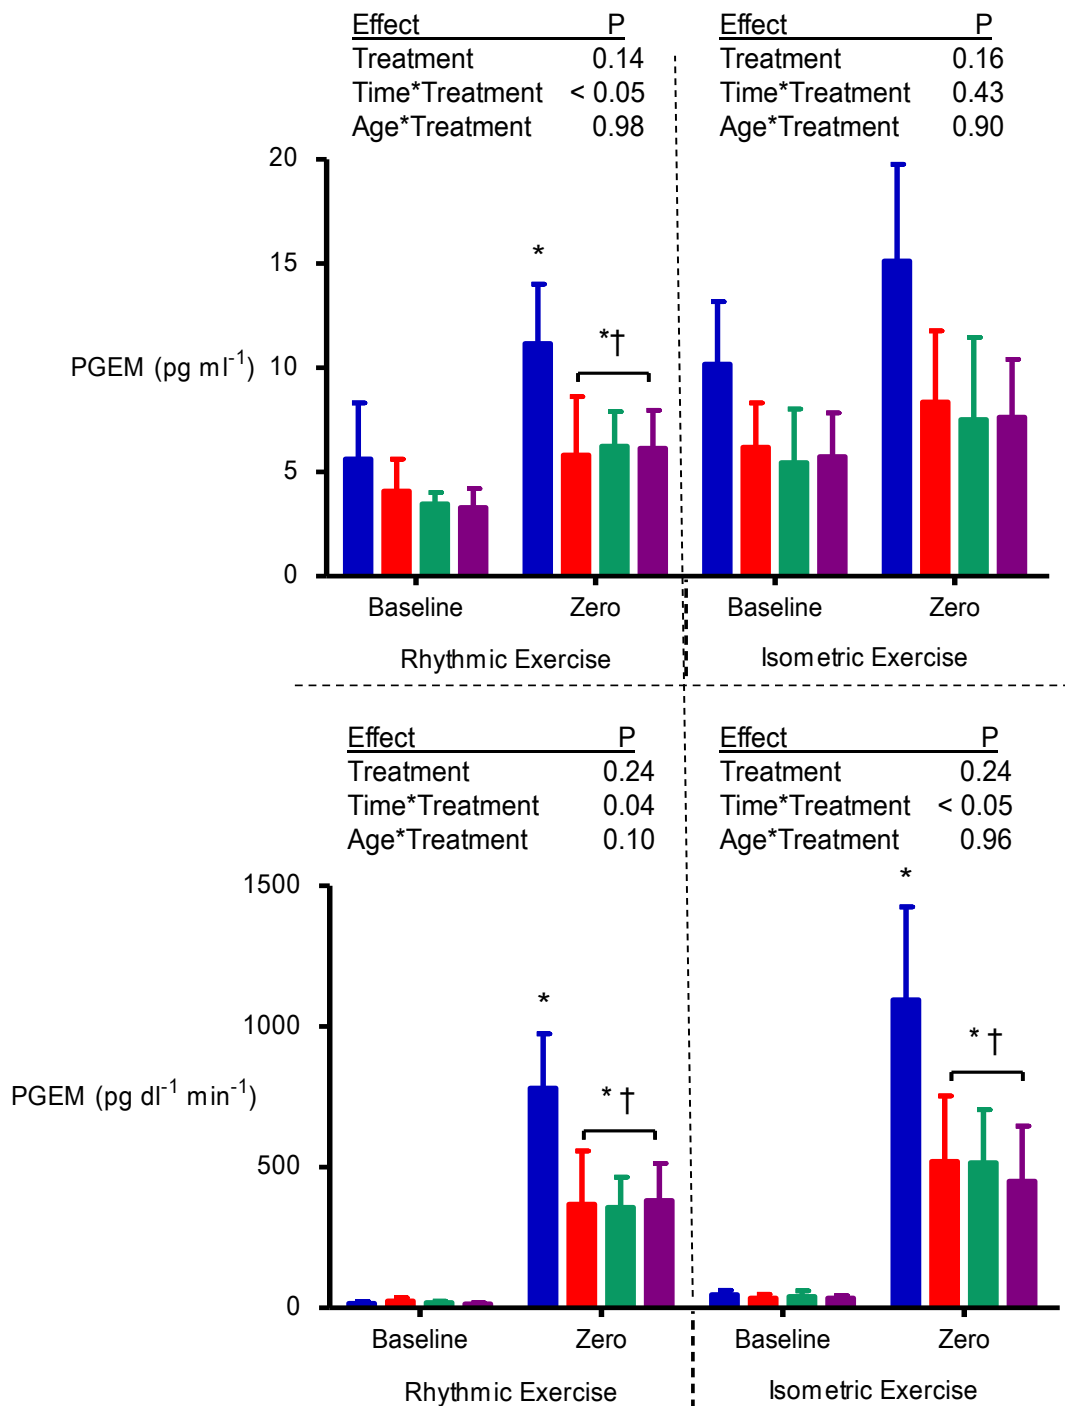 Effect P
Treatment 0.14
Time*Treatment < 0.05
Age*Treatment 0.98
Effect P
Treatment 0.16
Time*Treatment 0.43
Age*Treatment 0.90
20
15
10
5
0
PGEM (pg ml⁻¹)
*
*†
Baseline Zero
Rhythmic Exercise
Baseline Zero
Isometric Exercise
Effect P
Treatment 0.24
Time*Treatment 0.04
Age*Treatment 0.10
Effect P
Treatment 0.24
Time*Treatment < 0.05
Age*Treatment 0.96
1500
1000
500
0
PGEM (pg dl⁻¹ min⁻¹)
*
* †
*
* †
Baseline Zero
Rhythmic Exercise
Baseline Zero
Isometric Exercise